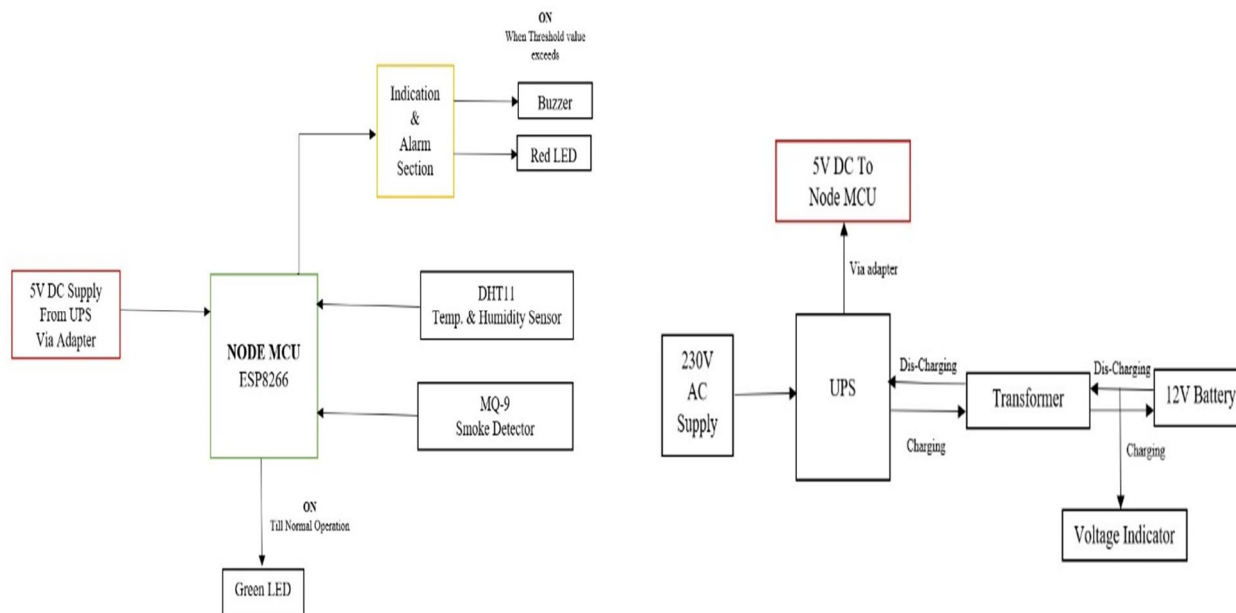 ON
When Threshold value
exceeds
Indication
&
Alarm
Section
Buzzer
Red LED
5V DC Supply
From UPS
Via Adapter
NODE MCU
ESP8266
DHT11
Temp. & Humidity Sensor
MQ-9
Smoke Detector
ON
Till Normal Operation
Green LED
5V DC To
Node MCU
Via adapter
230V
AC
Supply
UPS
Dis-Charging
Charging
Transformer
Dis-Charging
Charging
12V Battery
Voltage Indicator